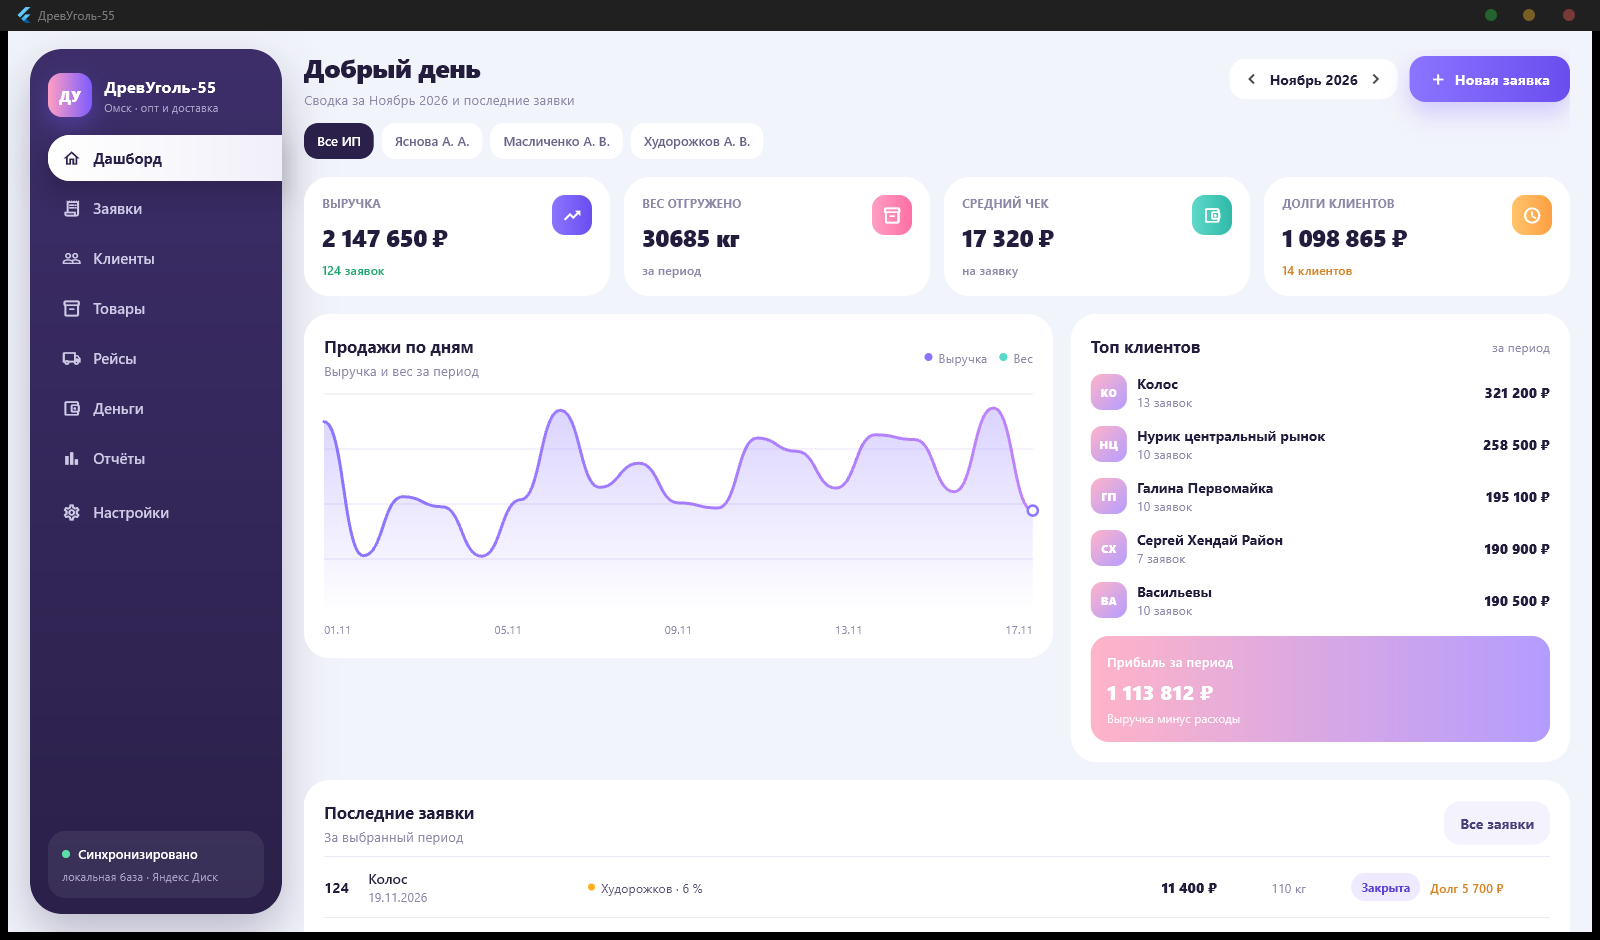 ДревУголь-55
ДУ
ДревУголь-55
Омск · опт и доставка
Дашборд
Заявки
Клиенты
Товары
Рейсы
Деньги
Отчёты
Настройки
Синхронизировано
локальная база · Яндекс Диск
Добрый день
Сводка за Ноябрь 2026 и последние заявки
Ноябрь 2026
+ Новая заявка
Все ИП
Яснова А. А.
Масличенко А. В.
Худорожков А. В.
ВЫРУЧКА
2 147 650 ₽
124 заявок
ВЕС ОТГРУЖЕНО
30685 кг
за период
СРЕДНИЙ ЧЕК
17 320 ₽
на заявку
ДОЛГИ КЛИЕНТОВ
1 098 865 ₽
14 клиентов
Продажи по дням
Выручка и вес за период
Выручка
Вес
01.11
05.11
09.11
13.11
17.11
Топ клиентов
за период
КО
Колос
13 заявок
321 200 ₽
НЦ
Нурик центральный рынок
10 заявок
258 500 ₽
ГП
Галина Первомайка
10 заявок
195 100 ₽
СХ
Сергей Хендай Район
7 заявок
190 900 ₽
ВА
Васильевы
10 заявок
190 500 ₽
Прибыль за период
1 113 812 ₽
Выручка минус расходы
Последние заявки
За выбранный период
Все заявки
124
Колос
19.11.2026
Художников · 6 %
11 400 ₽
110 кг
Закрыта
Долг 5 700 ₽